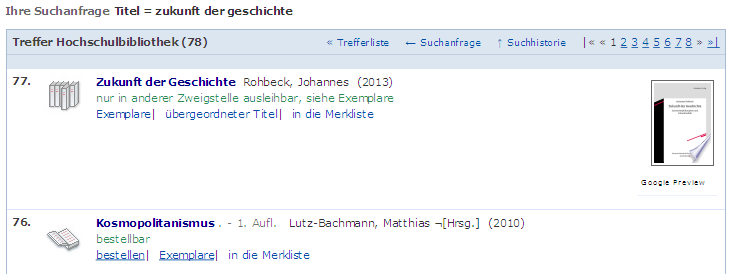 Ihre Suchanfrage Titel = zukunft der geschichte
Treffer Hochschulbibliothek (78) « Trefferliste ← Suchanfrage ↑ Suchhistorie |« « 1 2 3 4 5 6 7 8 » »|
77. Zukunft der Geschichte Rohbeck, Johannes (2013)
nur in anderer Zweigstelle ausleihbar, siehe Exemplare
Exemplare| übergeordneter Titel| in die Merkliste
Google Preview
76. Kosmopolitanismus . - 1. Aufl. Lutz-Bachmann, Matthias ¬[Hrsg.] (2010)
bestellbar
bestellen| Exemplare| in die Merkliste